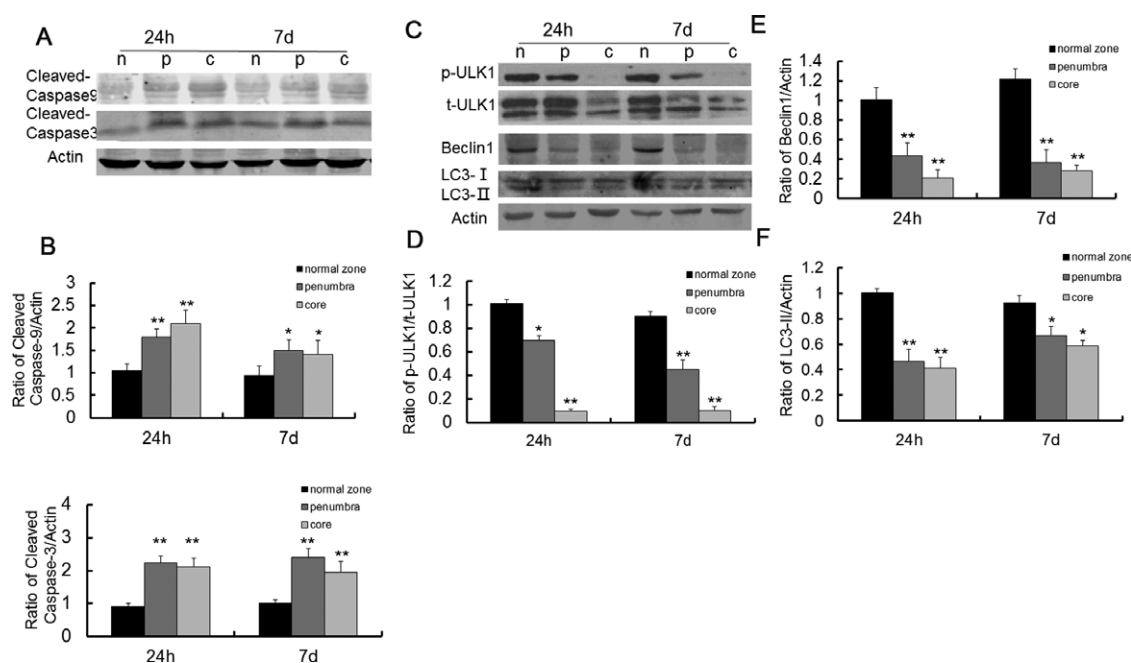 A
24h 7d
n p c n p c
Cleaved-
Caspase9
Cleaved-
Caspase3
Actin
B
Ratio of Cleaved
Caspase-9/Actin
3
2.5
2
1.5
1
0.5
0
normal zone
penumbra
core
** ** * *
24h 7d
Ratio of Cleaved
Caspase-3/Actin
4
3
2
1
0
normal zone
penumbra
core
** ** ** **
24h 7d
C
24h 7d
n p c n p c
p-ULK1
t-ULK1
Beclin1
LC3-Ⅰ
LC3-Ⅱ
Actin
D
Ratio of p-ULK1/t-ULK1
1.2
1
0.8
0.6
0.4
0.2
0
normal zone
penumbra
core
* ** ** **
24h 7d
E
Ratio of Beclin1/Actin
1.4
1.2
1
0.8
0.6
0.4
0.2
0
normal zone
penumbra
core
** ** ** **
24h 7d
F
Ratio of LC3-II/Actin
1.2
1
0.8
0.6
0.4
0.2
0
normal zone
penumbra
core
** ** * *
24h 7d